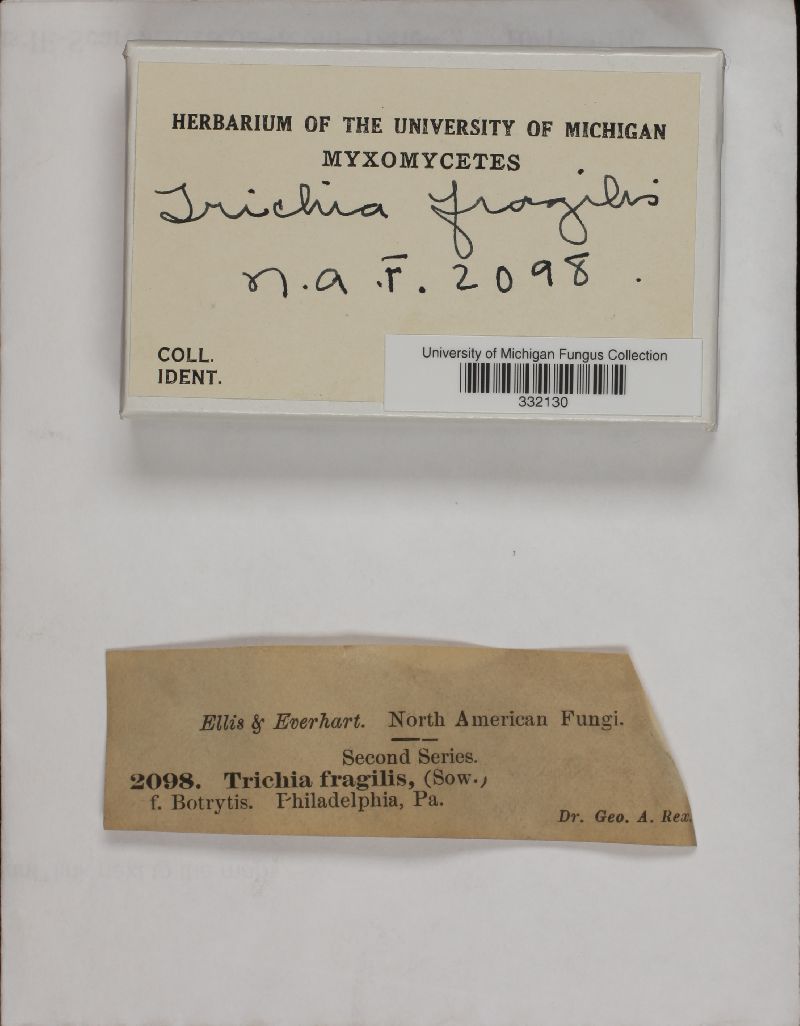 HERBARIUM OF THE UNIVERSITY OF MICHIGAN
MYXOMYCETES
Trichia fragilis
n.a.F. 2098.
COLL.
IDENT.
University of Michigan Fungus Collection
332130
Ellis & Everhart. North American Fungi.
Second Series.
2098. Trichia fragilis, (Sow.,
f. Botrytis. Philadelphia, Pa.
Dr. Geo. A. Rex.